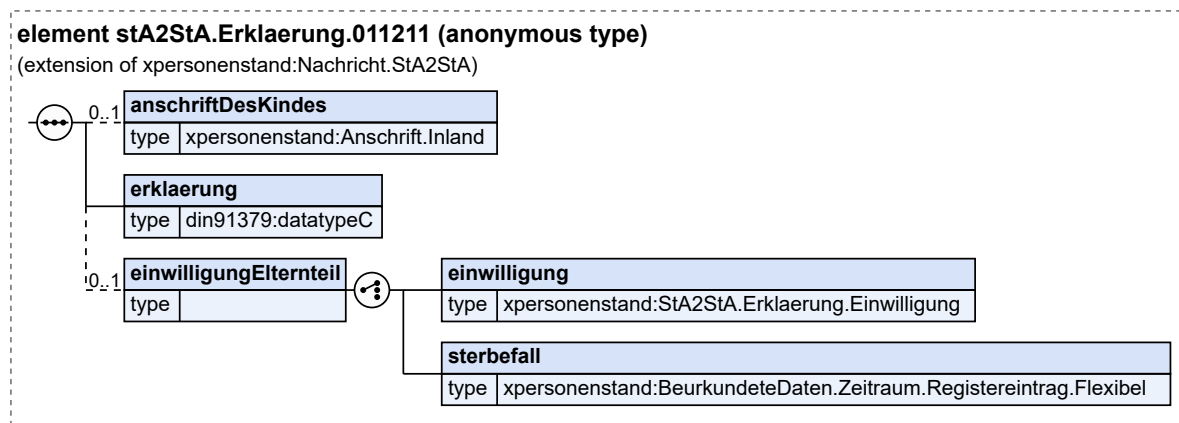 element stA2StA.Erklaerung.011211 (anonymous type)
(extension of xpersonenstand:Nachricht.StA2StA)
0..1 anschriftDesKindes
type xpersonenstand:Anschrift.Inland
erklaerung
type din91379:datatypeC
0..1 einwilligungElternteil
type
einwilligung
type xpersonenstand:StA2StA.Erklaerung.Einwilligung
sterbefall
type xpersonenstand:BeurkundeteDaten.Zeitraum.Registereintrag.Flexibel